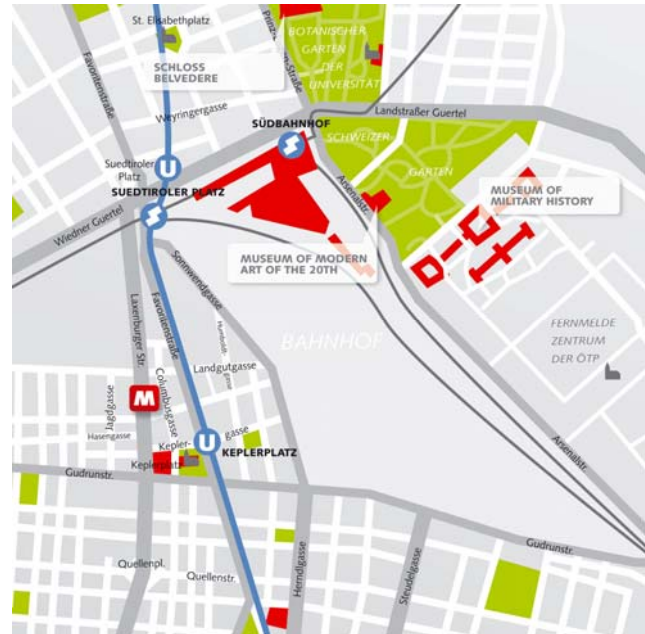 St. Elisabethplatz
BOTANISCHER
GARTEN
DER
UNIVERSITÄT
SCHLOSS
BELVEDERE
Favoritenstraße
Weyringergasse
Landstraßer Guertel
SÜDBAHNHOF
SCHWEIZER-
GARTEN
Suedtiroler
Platz
SUEDTIROLER PLATZ
Wiedner Guertel
Arsenalstr.
MUSEUM OF
MILITARY HISTORY
MUSEUM OF MODERN
ART OF THE 20TH
Sonnwendgasse
Favoritenstraße
Laxenburger Str.
BAHNHOF
FERNMELDE
ZENTRUM
DER ÖTP
Humboldt-
gasse
Landgutgasse
Jagdgasse
Columbusgasse
M
Hasengasse
Kepler-
gasse
U
KEPLERPLATZ
Keplerplatz
Gudrunstr.
Arsenalstr.
Quellenpl.
Quellenstr.
Herndlgasse
Steudelgasse
Gudrunstr.